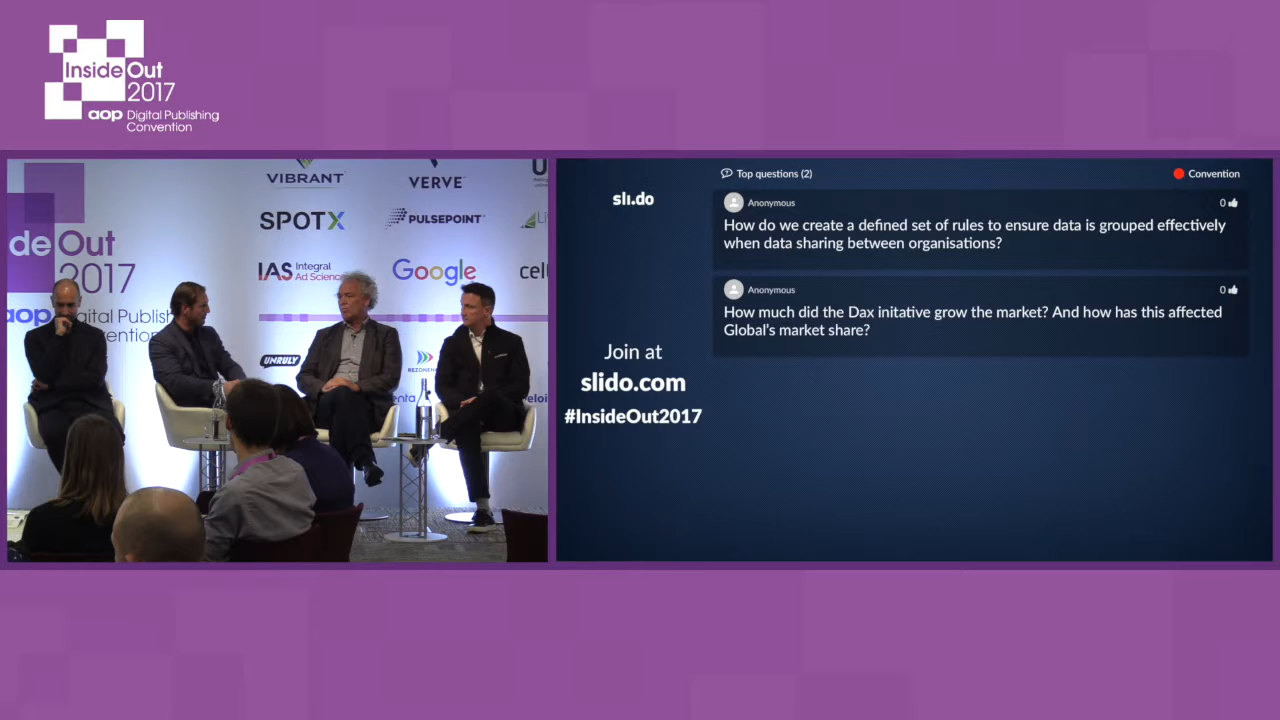 InsideOut
2017
aop Digital Publishing
Convention
VIBRANT
VERVE
SPOTX
PULSEPOINT
IAS Integral
Ad Science
Google
de Out
2017
aop
UNRULY
sli.do
Join at
slido.com
#InsideOut2017
Top questions (2)
Convention
Anonymous
0
How do we create a defined set of rules to ensure data is grouped effectively
when data sharing between organisations?
Anonymous
0
How much did the Dax initative grow the market? And how has this affected
Global's market share?